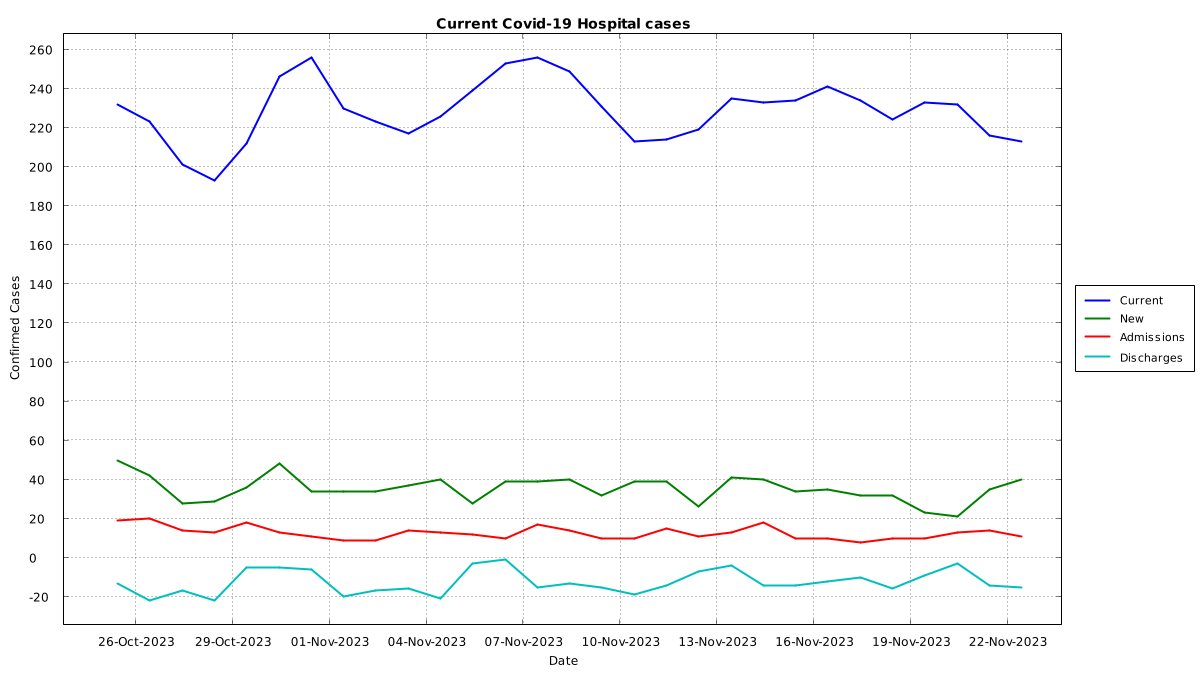 Current Covid-19 Hospital cases
260
240
220
200
180
160
140
120
100
80
60
40
20
0
-20
Confirmed Cases
26-Oct-2023 29-Oct-2023 01-Nov-2023 04-Nov-2023 07-Nov-2023 10-Nov-2023 13-Nov-2023 16-Nov-2023 19-Nov-2023 22-Nov-2023
Date
Current
New
Admissions
Discharges